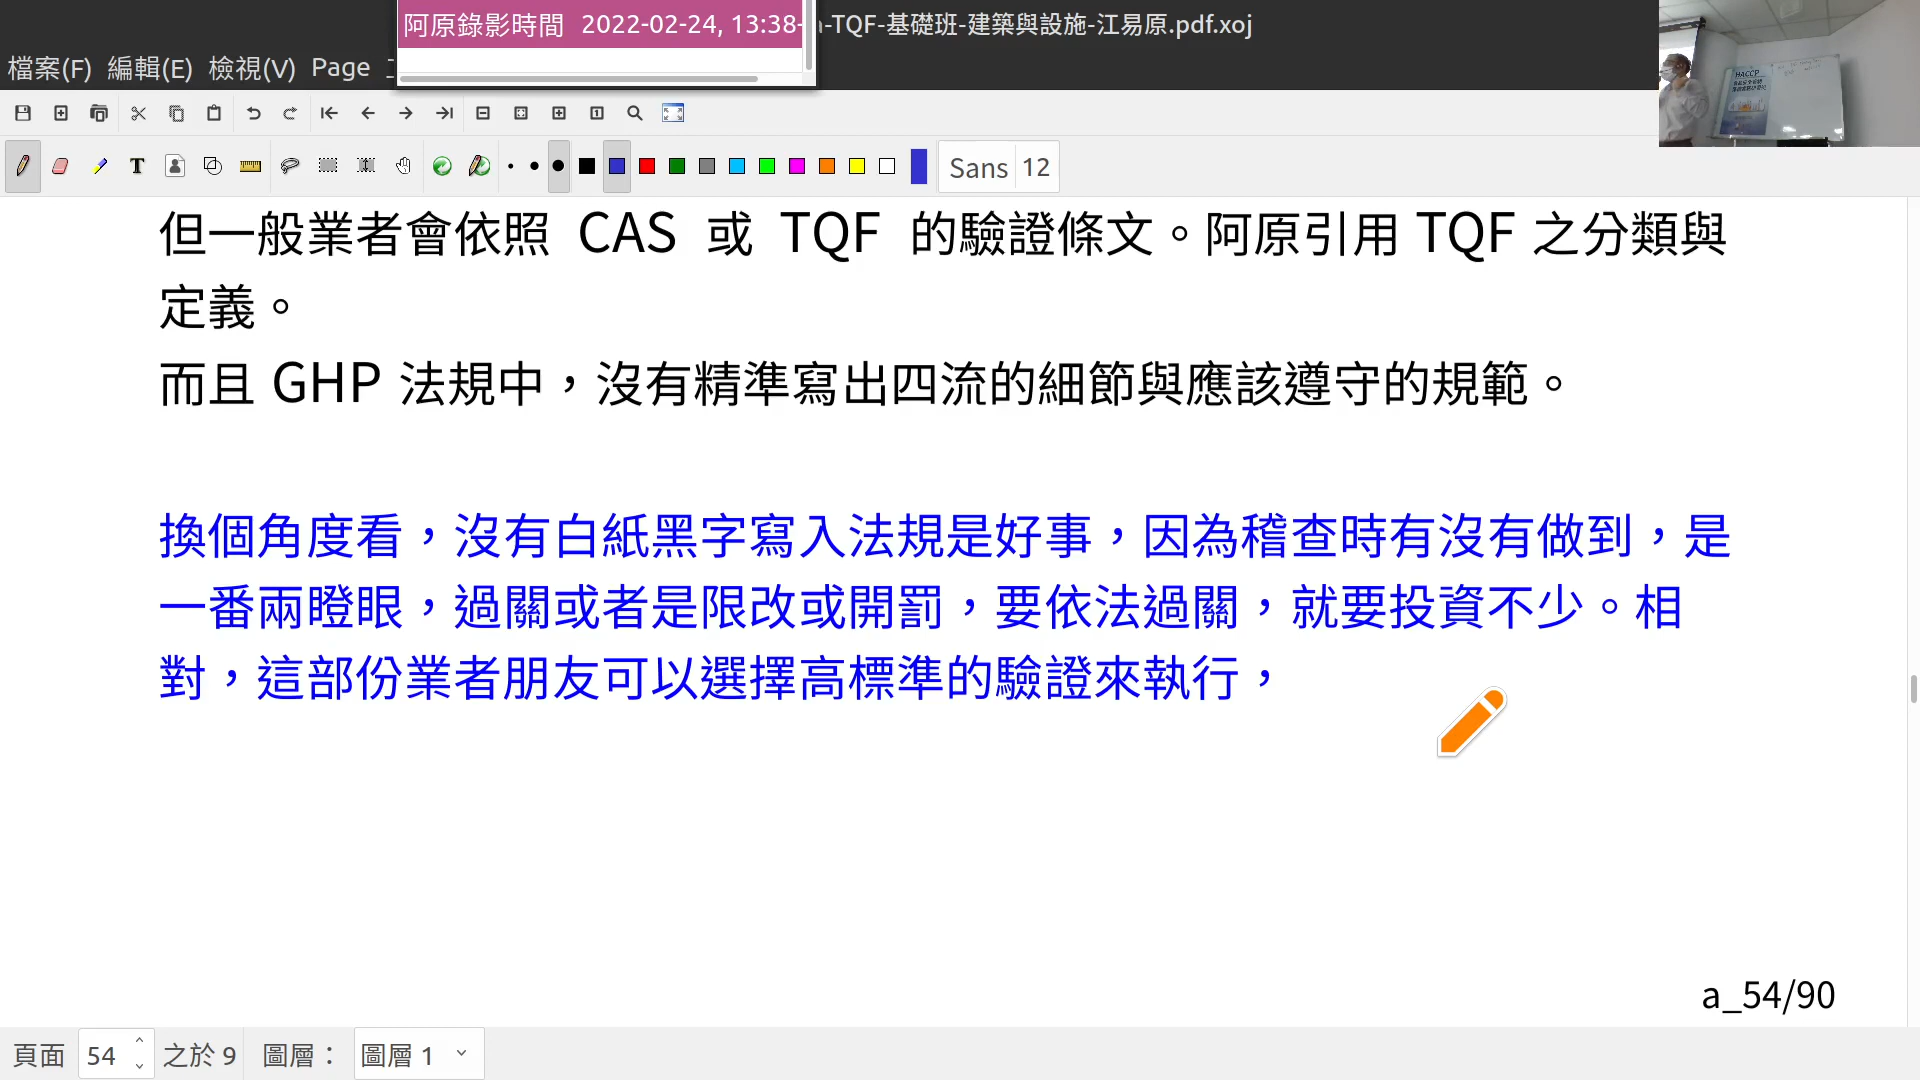 阿原錄影時間 2022-02-24, 13:38-
-TQF-基礎班-建築與設施-江易原.pdf.xoj
檔案(F) 編輯(E) 檢視(V) Page
HACCP
T
Sans 12
但一般業者會依照 CAS 或 TQF 的驗證條文。阿原引用 TQF 之分類與
定義。
而且 GHP 法規中，沒有精準寫出四流的細節與應該遵守的規範。
換個角度看，沒有白紙黑字寫入法規是好事，因為稽查時有沒有做到，是
一番兩瞪眼，過關或者是限改或開罰，要依法過關，就要投資不少。相
對，這部份業者朋友可以選擇高標準的驗證來執行，
a_54/90
頁面 54 之於 9 圖層： 圖層 1